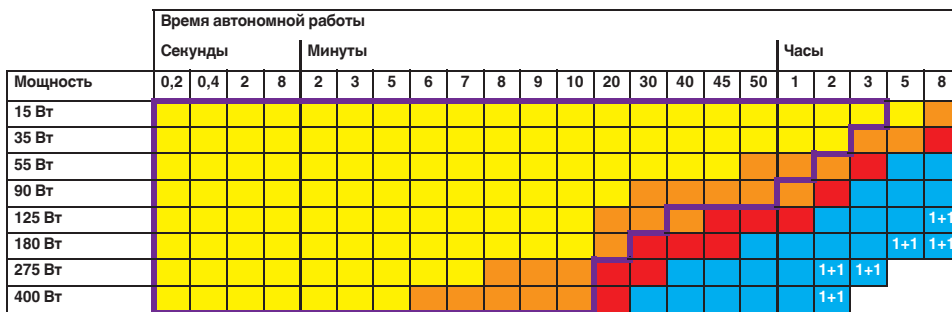 Время автономной работы
Секунды Минуты Часы
Мощность 0,2 0,4 2 8 2 3 5 6 7 8 9 10 20 30 40 45 50 1 2 3 5 8
15 Вт
35 Вт
55 Вт
90 Вт
125 Вт 1+1
180 Вт 1+1 1+1
275 Вт 1+1 1+1
400 Вт 1+1